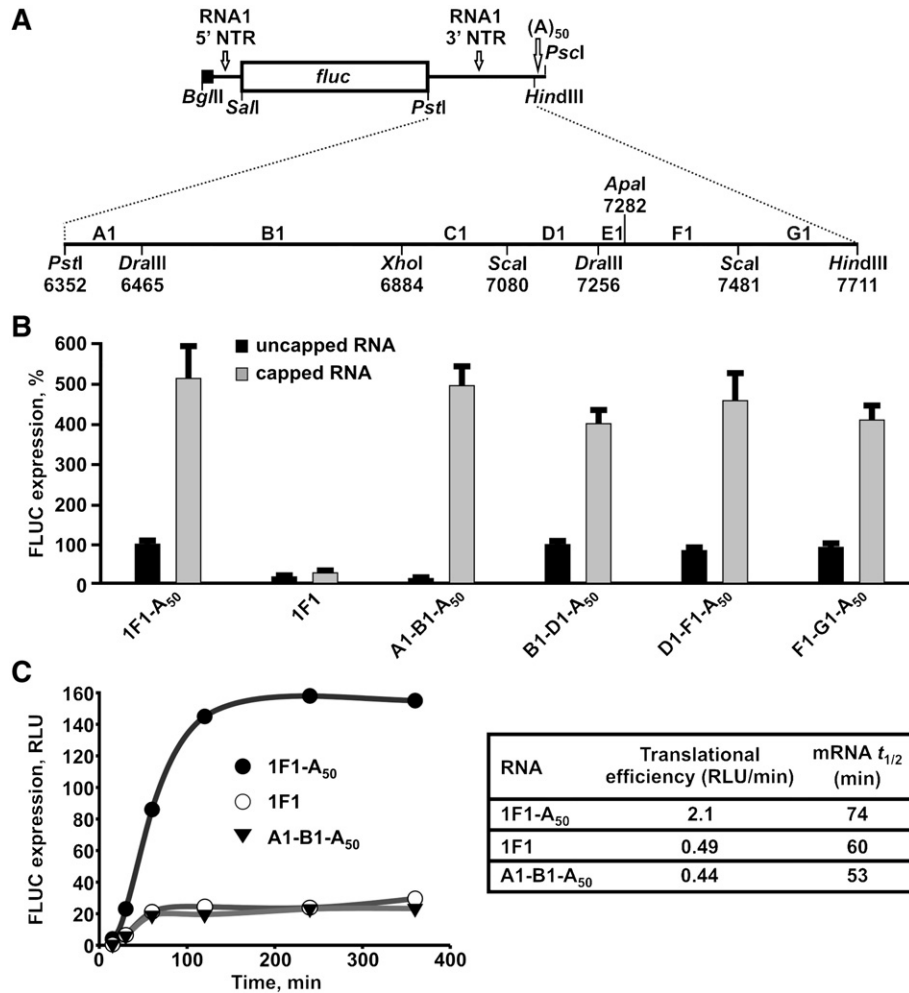 A
RNA1
5' NTR
RNA1
3' NTR
(A)50
PscI
fluc
BglII
SalI
PstI
HindIII
ApaI
7282
A1 B1 C1 D1 E1 F1 G1
PstI DraIII XhoI ScaI DraIII ScaI HindIII
6352 6465 6884 7080 7256 7481 7711
B
uncapped RNA
capped RNA
FLUC expression, %
600
500
400
300
200
100
0
1F1-A50
1F1
A1-B1-A50
B1-D1-A50
D1-F1-A50
F1-G1-A50
C
FLUC expression, RLU
160
140
120
100
80
60
40
20
0
1F1-A50
1F1
A1-B1-A50
0 100 200 300 400
Time, min
RNA Translational efficiency (RLU/min) mRNA t1/2 (min)
1F1-A50 2.1 74
1F1 0.49 60
A1-B1-A50 0.44 53